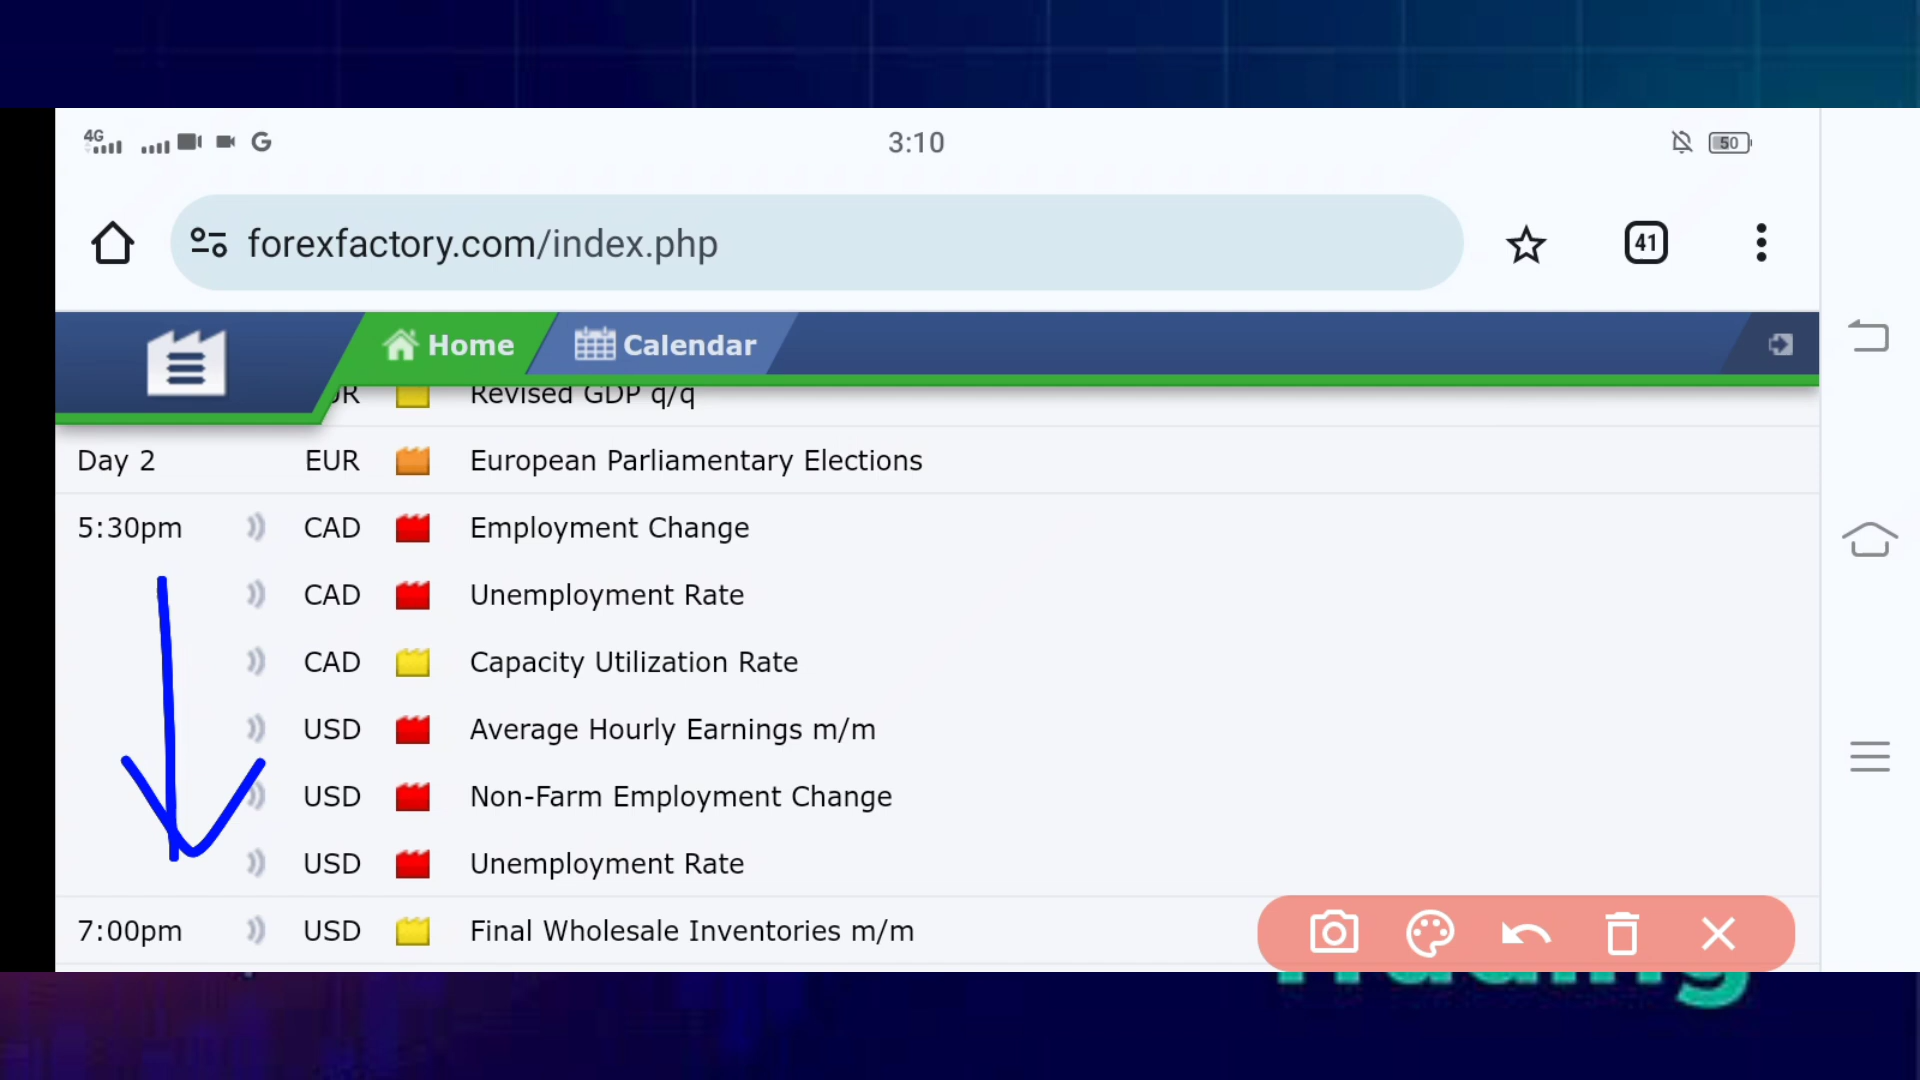 4G G 3:10 50
forexfactory.com/index.php 41
Home Calendar
Revised GDP q/q
Day 2 EUR European Parliamentary Elections
5:30pm CAD Employment Change
CAD Unemployment Rate
CAD Capacity Utilization Rate
USD Average Hourly Earnings m/m
USD Non-Farm Employment Change
USD Unemployment Rate
7:00pm USD Final Wholesale Inventories m/m